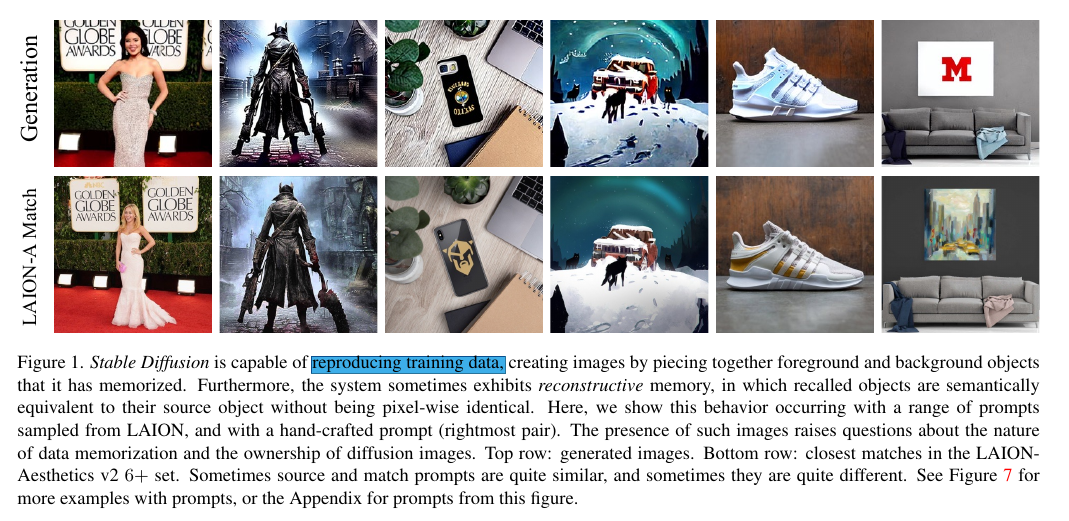 Generation
GOLDEN GLOBE AWARDS
M
LAION-A Match
GOLDEN GLOBE AWARDS
GOLDEN GLOBE AWARDS
Figure 1. Stable Diffusion is capable of reproducing training data, creating images by piecing together foreground and background objects
that it has memorized. Furthermore, the system sometimes exhibits reconstructive memory, in which recalled objects are semantically
equivalent to their source object without being pixel-wise identical. Here, we show this behavior occurring with a range of prompts
sampled from LAION, and with a hand-crafted prompt (rightmost pair). The presence of such images raises questions about the nature
of data memorization and the ownership of diffusion images. Top row: generated images. Bottom row: closest matches in the LAION-
Aesthetics v2 6+ set. Sometimes source and match prompts are quite similar, and sometimes they are quite different. See Figure 7 for
more examples with prompts, or the Appendix for prompts from this figure.